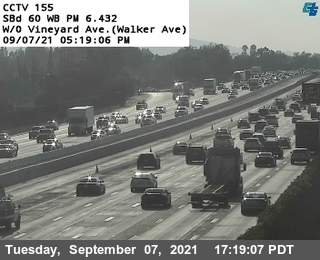 CCTV 155
SBd 60 WB PM 6.432
W/O Vineyard Ave.(Walker Ave)
09/07/21 05:19:06 PM
Tuesday, September 07, 2021 17:19:07 PDT